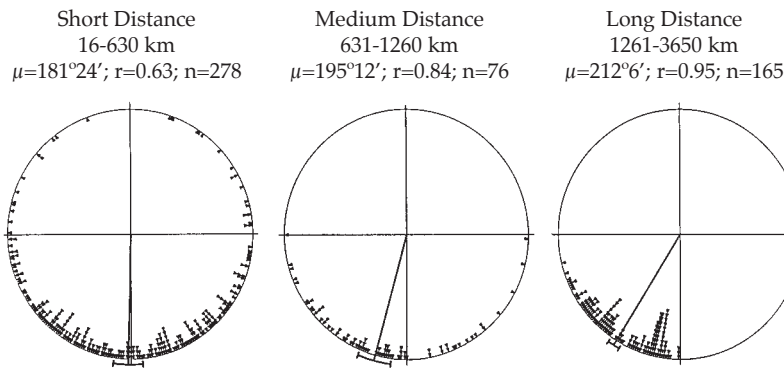 Short Distance
16-630 km
μ=181º24′; r=0.63; n=278
Medium Distance
631-1260 km
μ=195º12′; r=0.84; n=76
Long Distance
1261-3650 km
μ=212º6′; r=0.95; n=165